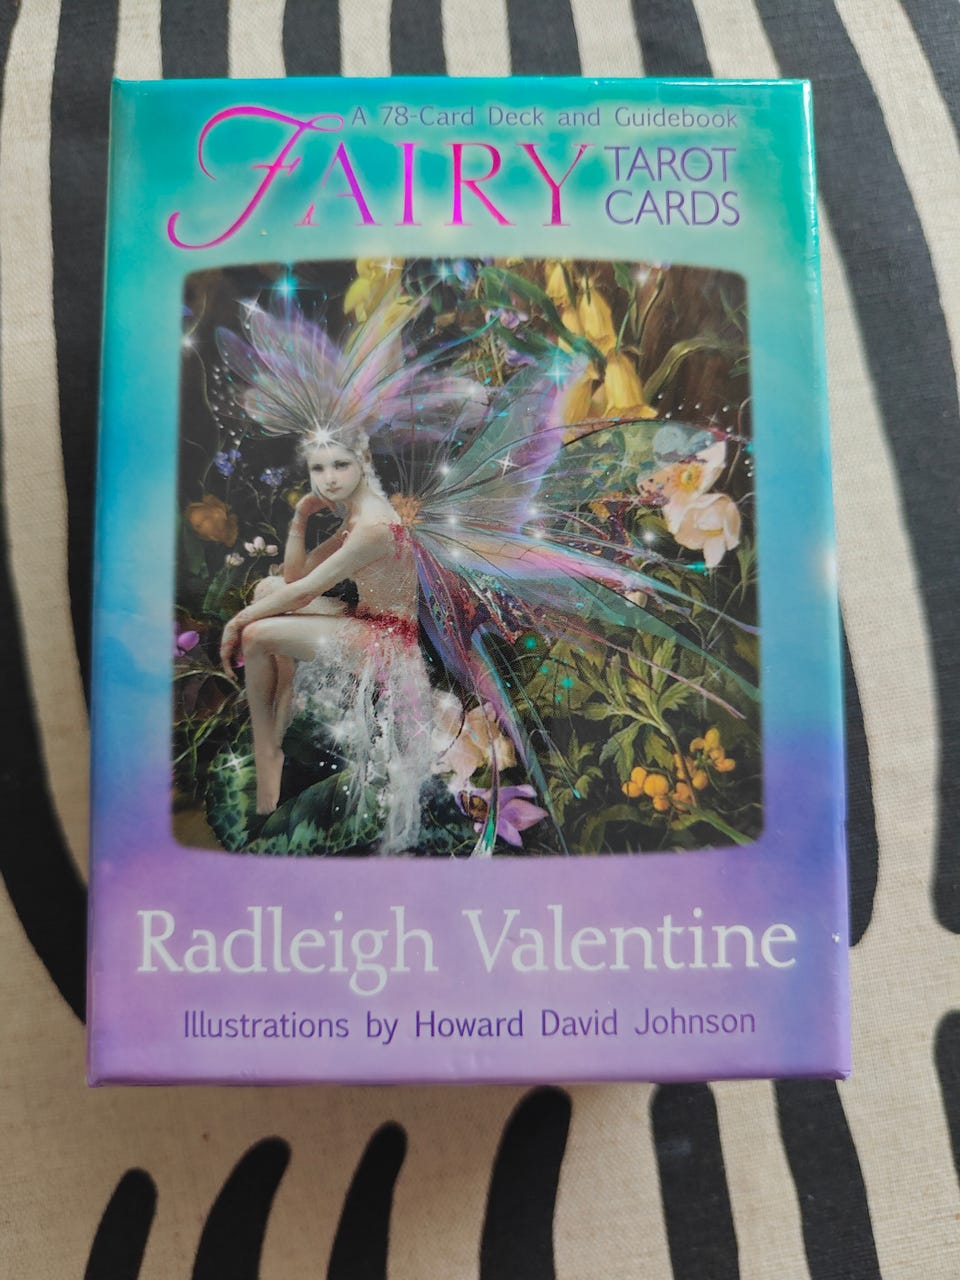 A 78-Card Deck and Guidebook
FAIRY TAROT
CARDS
Radleigh Valentine
Illustrations by Howard David Johnson